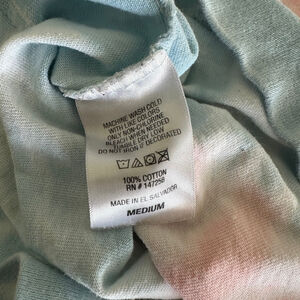 MACHINE WASH COLD
WITH LIKE COLORS
ONLY NON-CHLORINE
BLEACH WHEN NEEDED
TUMBLE DRY LOW
DO NOT IRON IF DECORATED
100% COTTON
RN # 147258
MADE IN EL SALVADOR
MEDIUM